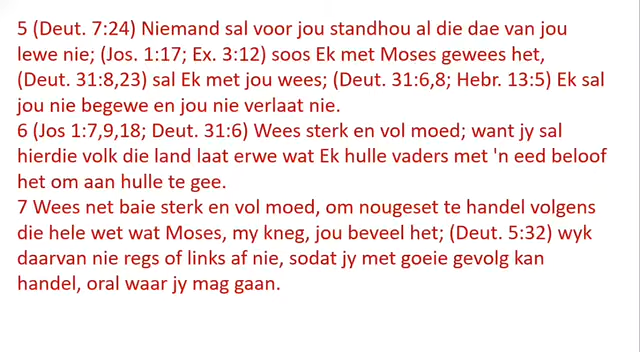 5 (Deut. 7:24) Niemand sal voor jou standhou al die dae van jou
lewe nie; (Jos. 1:17; Ex. 3:12) soos Ek met Moses gewees het,
(Deut. 31:8,23) sal Ek met jou wees; (Deut. 31:6,8; Hebr. 13:5) Ek sal
jou nie begewe en jou nie verlaat nie.
6 (Jos 1:7,9,18; Deut. 31:6) Wees sterk en vol moed; want jy sal
hierdie volk die land laat erwe wat Ek hulle vaders met 'n eed beloof
het om aan hulle te gee.
7 Wees net baie sterk en vol moed, om nougeset te handel volgens
die hele wet wat Moses, my kneg, jou beveel het; (Deut. 5:32) wyk
daarvan nie regs of links af nie, sodat jy met goeie gevolg kan
handel, oral waar jy mag gaan.